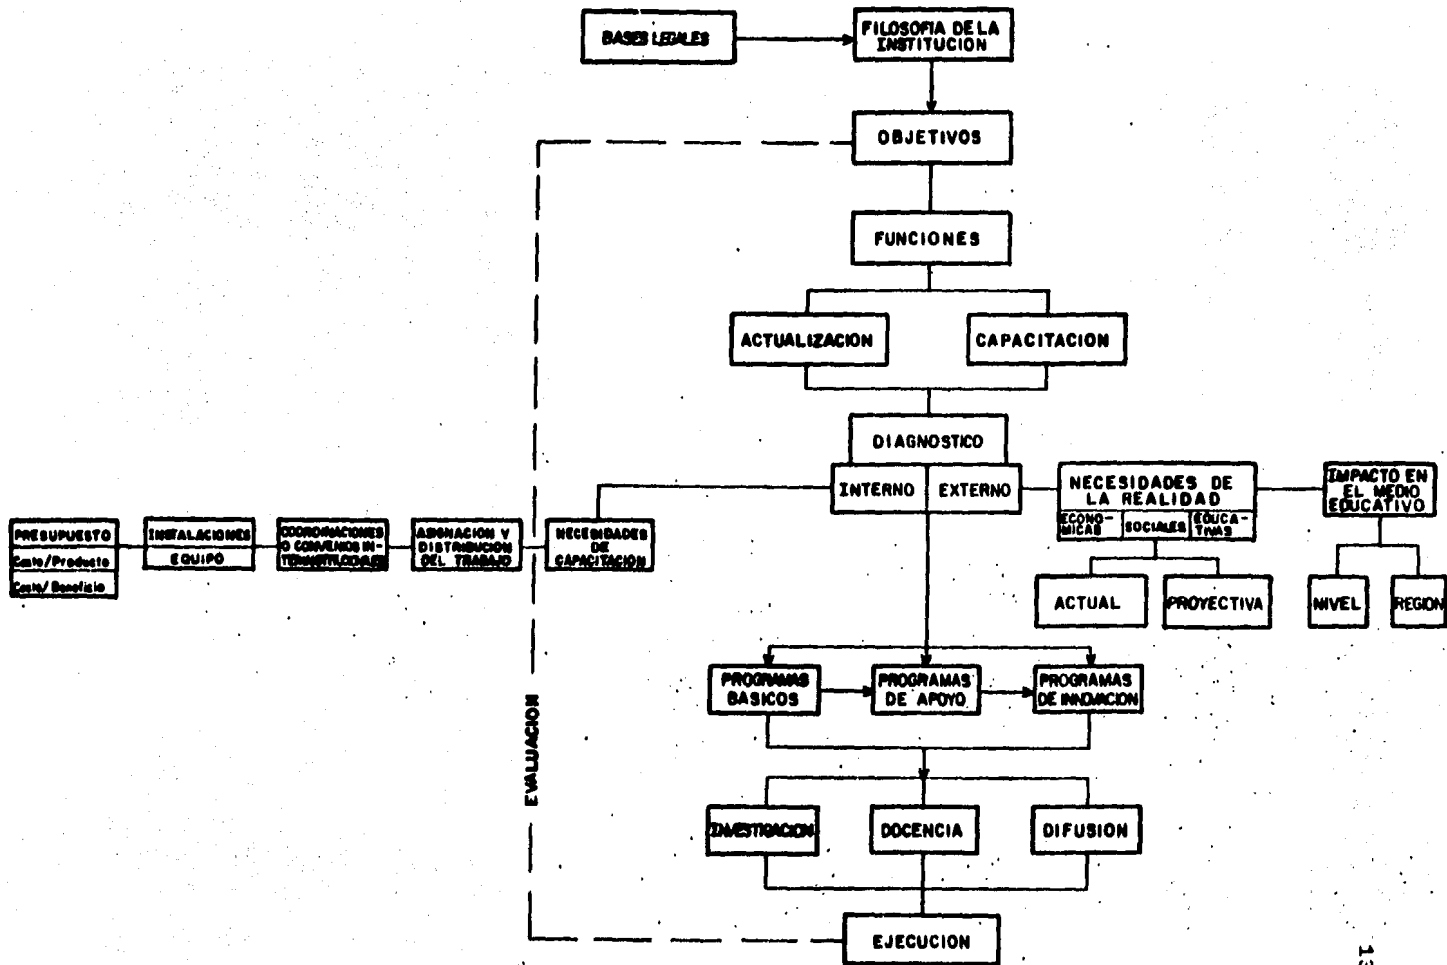 BASES LEGALES
FILOSOFIA DE LA
INSTITUCION
OBJETIVOS
FUNCIONES
ACTUALIZACION
CAPACITACION
DIAGNOSTICO
INTERNO
EXTERNO
NECESIDADES DE
LA REALIDAD
ECONO-
MICAS
SOCIALES
EDUCA-
TIVAS
IMPACTO EN
EL MEDIO
EDUCATIVO
PRESUPUESTO
Costo/Producto
Costo/Beneficio
INSTALACIONES
EQUIPO
COORDINACIONES
O CONVENIOS IN-
TERINSTITUCIONALES
ASIGNACION Y
DISTRIBUCION
DEL TRABAJO
NECESIDADES
DE
CAPACITACION
ACTUAL
PROYECTIVA
NIVEL
REGION
PROGRAMAS
BASICOS
PROGRAMAS
DE APOYO
PROGRAMAS
DE INNOVACION
EVALUACION
INVESTIGACION
DOCENCIA
DIFUSION
EJECUCION